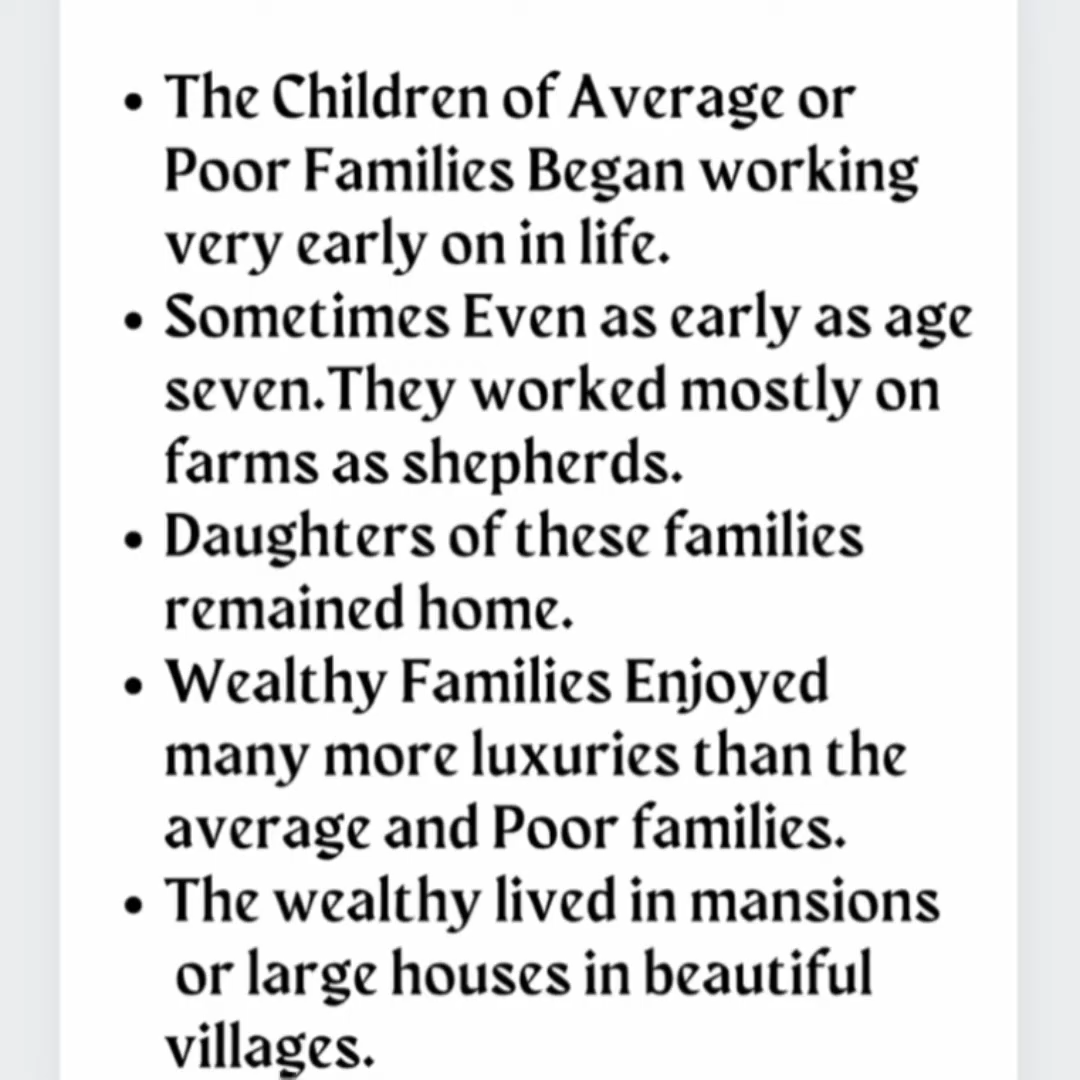 • The Children of Average or
Poor Families Began working
very early on in life.
• Sometimes Even as early as age
seven.They worked mostly on
farms as shepherds.
• Daughters of these families
remained home.
• Wealthy Families Enjoyed
many more luxuries than the
average and Poor families.
• The wealthy lived in mansions
or large houses in beautiful
villages.